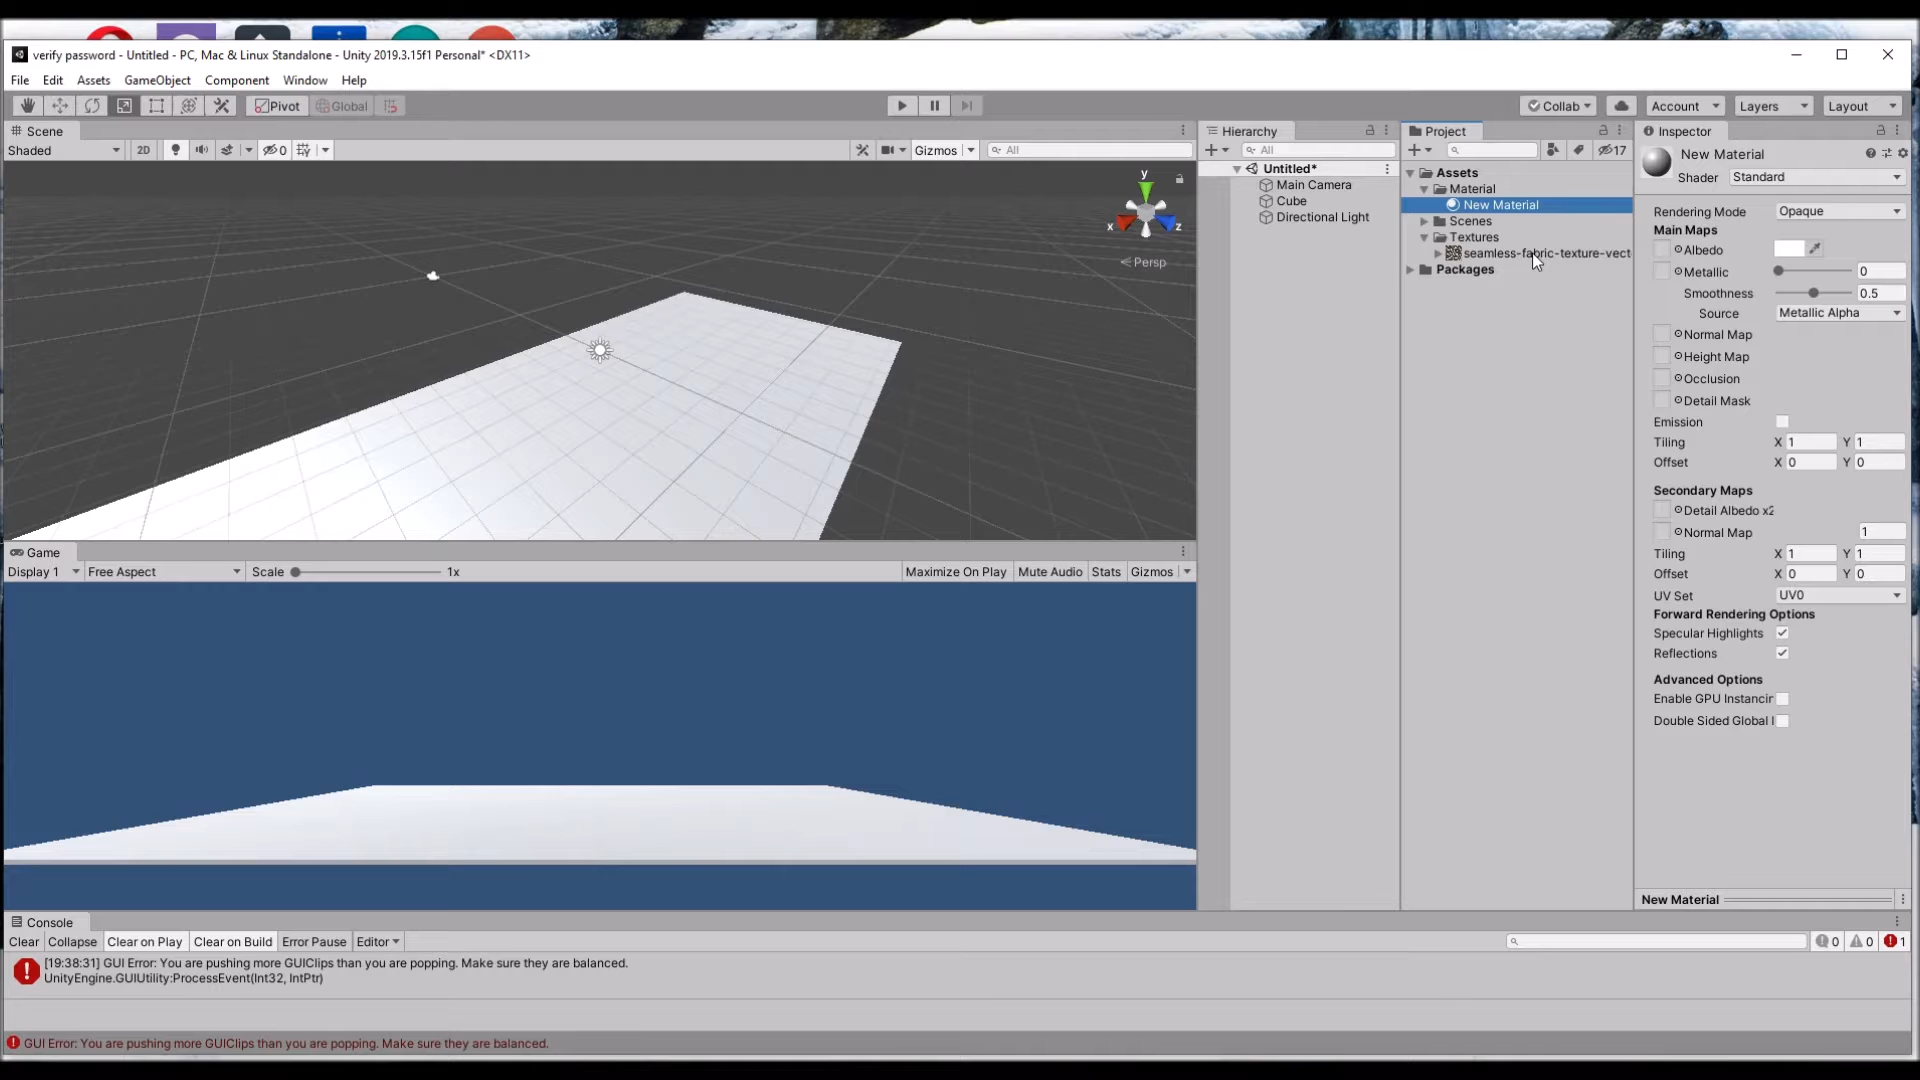 verify password - Untitled - PC, Mac & Linux Standalone - Unity 2019.3.15f1 Personal* <DX11>
File Edit Assets GameObject Component Window Help
Pivot Global Collab Account Layers Layout
Scene
Shaded 2D 0 Gizmos All
y
x z
Persp
Game
Display 1 Free Aspect Scale 1x Maximize On Play Mute Audio Stats Gizmos
Hierarchy
All
Untitled*
Main Camera
Cube
Directional Light
Project
17
Assets
Material
New Material
Scenes
Textures
seamless-fabric-texture-vect
Packages
Inspector
New Material
Shader Standard
Rendering Mode Opaque
Main Maps
Albedo
Metallic 0
Smoothness 0.5
Source Metallic Alpha
Normal Map
Height Map
Occlusion
Detail Mask
Emission
Tiling X 1 Y 1
Offset X 0 Y 0
Secondary Maps
Detail Albedo x2
Normal Map 1
Tiling X 1 Y 1
Offset X 0 Y 0
UV Set UV0
Forward Rendering Options
Specular Highlights
Reflections
Advanced Options
Enable GPU Instancin
Double Sided Global I
New Material
Console
Clear Collapse Clear on Play Clear on Build Error Pause Editor 0 0 1
[19:38:31] GUI Error: You are pushing more GUIClips than you are popping. Make sure they are balanced.
UnityEngine.GUIUtility:ProcessEvent(Int32, IntPtr)
GUI Error: You are pushing more GUIClips than you are popping. Make sure they are balanced.